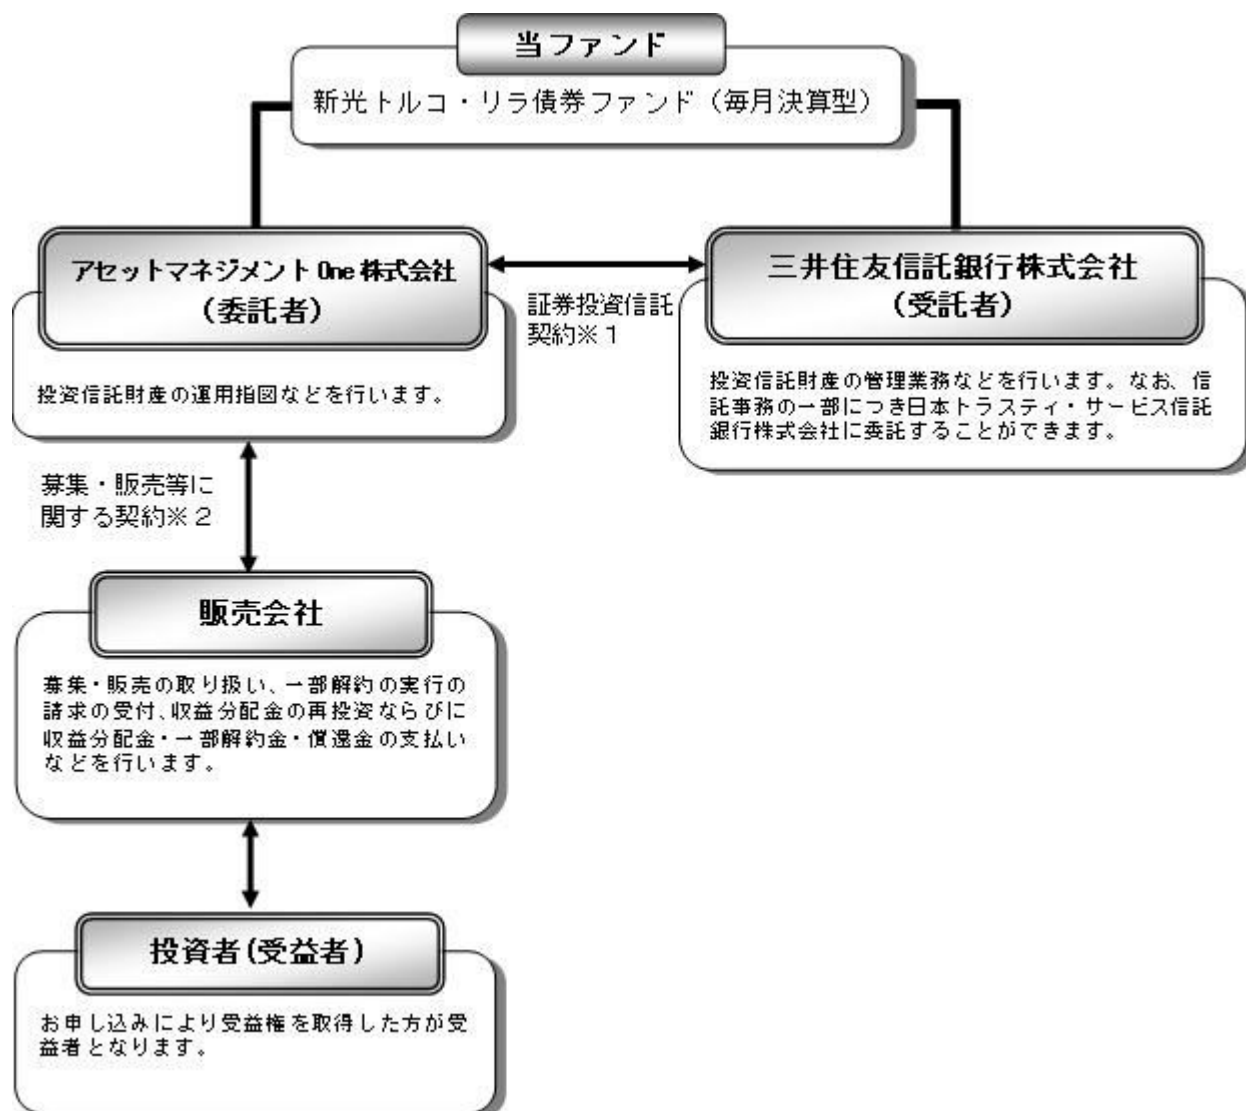 当ファンド
新光トルコ・リラ債券ファンド（毎月決算型）
アセットマネジメントOne株式会社
（委託者）
投資信託財産の運用指図などを行います。
証券投資信託
契約※１
三井住友信託銀行株式会社
（受託者）
投資信託財産の管理業務などを行います。なお、信
託事務の一部につき日本トラスティ・サービス信託
銀行株式会社に委託することができます。
募集・販売等に
関する契約※２
販売会社
募集・販売の取り扱い、一部解約の実行の
請求の受付、収益分配金の再投資ならびに
収益分配金・一部解約金・償還金の支払い
などを行います。
投資者(受益者)
お申し込みにより受益権を取得した方が受
益者となります。